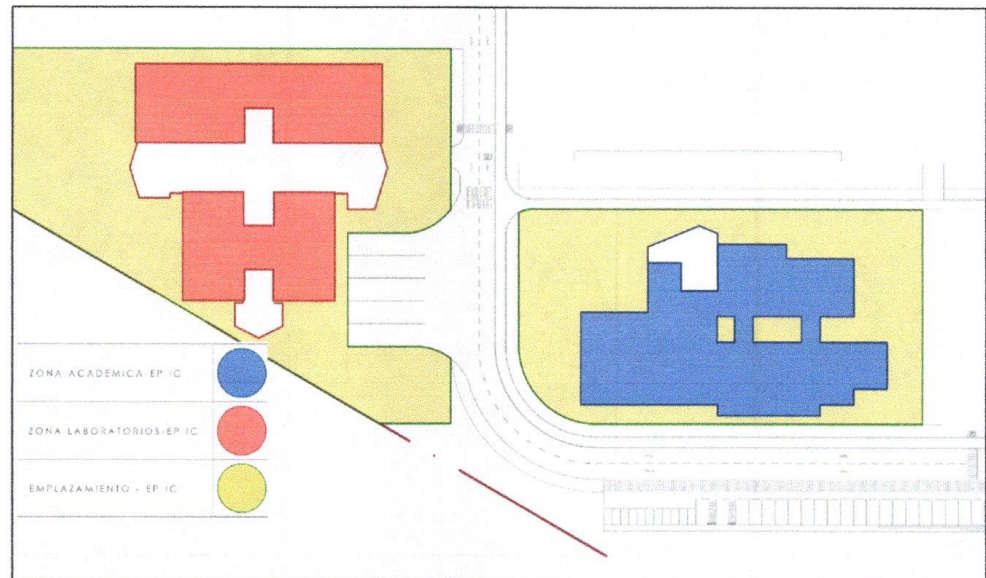 ZONA ACADEMICA-EP IC
ZONA LABORATORIOS-EP IC
EMPLAZAMIENTO - EP IC